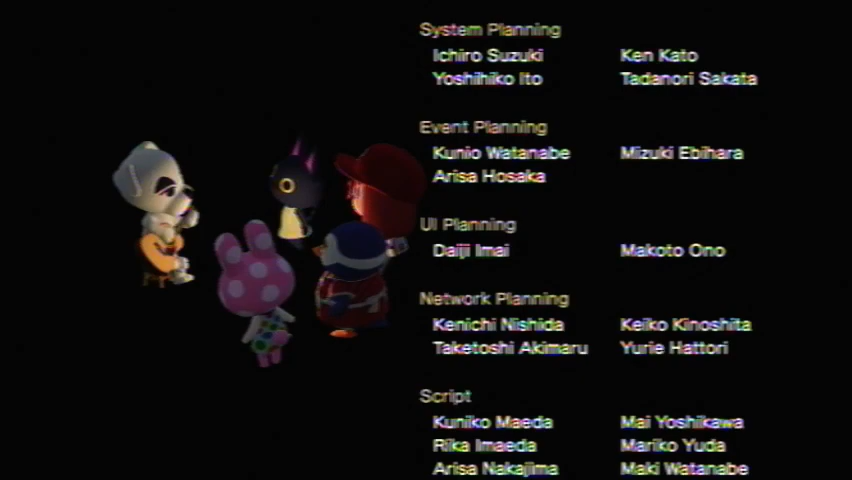 System Planning
Ichiro Suzuki Ken Kato
Yoshihiko Ito Tadanori Sakata
Event Planning
Kunio Watanabe Mizuki Ebihara
Arisa Hosaka
UI Planning
Daiji Imai Makoto Ono
Network Planning
Kenichi Nishida Keiko Kinoshita
Taketoshi Akimaru Yurie Hattori
Script
Kuniko Maeda Mai Yoshikawa
Rika Imaeda Mariko Yuda
Arisa Nakajima Maki Watanabe